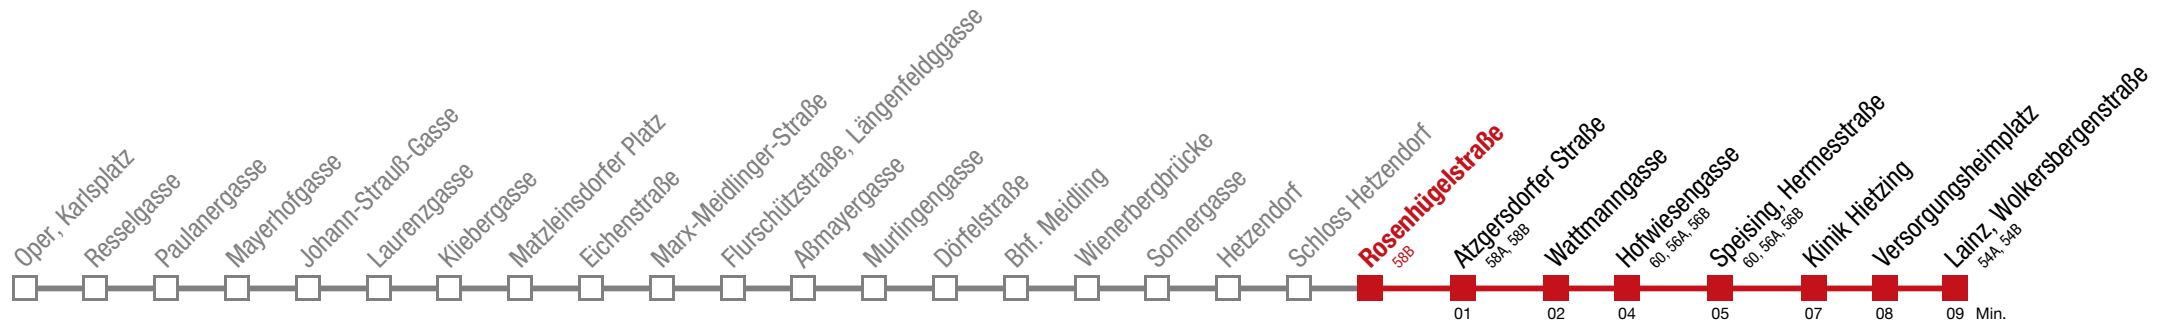 Oper, Karlsplatz
Resselgasse
Paulanergasse
Mayerhofgasse
Johann-Strauß-Gasse
Laurenzgasse
Kliebergasse
Matzleinsdorfer Platz
Eichenstraße
Marx-Meidlinger-Straße
Flurschützstraße, Längenfeldggasse
Aßmayergasse
Murlingengasse
Dörfelstraße
Bhf. Meidling
Wienerbergbrücke
Sonnergasse
Hetzendorf
Schloss Hetzendorf
Rosenhügelstraße
58B
Atzgersdorfer Straße
58A, 58B
Wattmanngasse
Hofwiesengasse
60, 56A, 56B
Speising, Hermesstraße
60, 56A, 56B
Klinik Hietzing
Versorgungsheimplatz
Lainz, Wolkersbergenstraße
54A, 54B
01 02 04 05 07 08 09 Min.